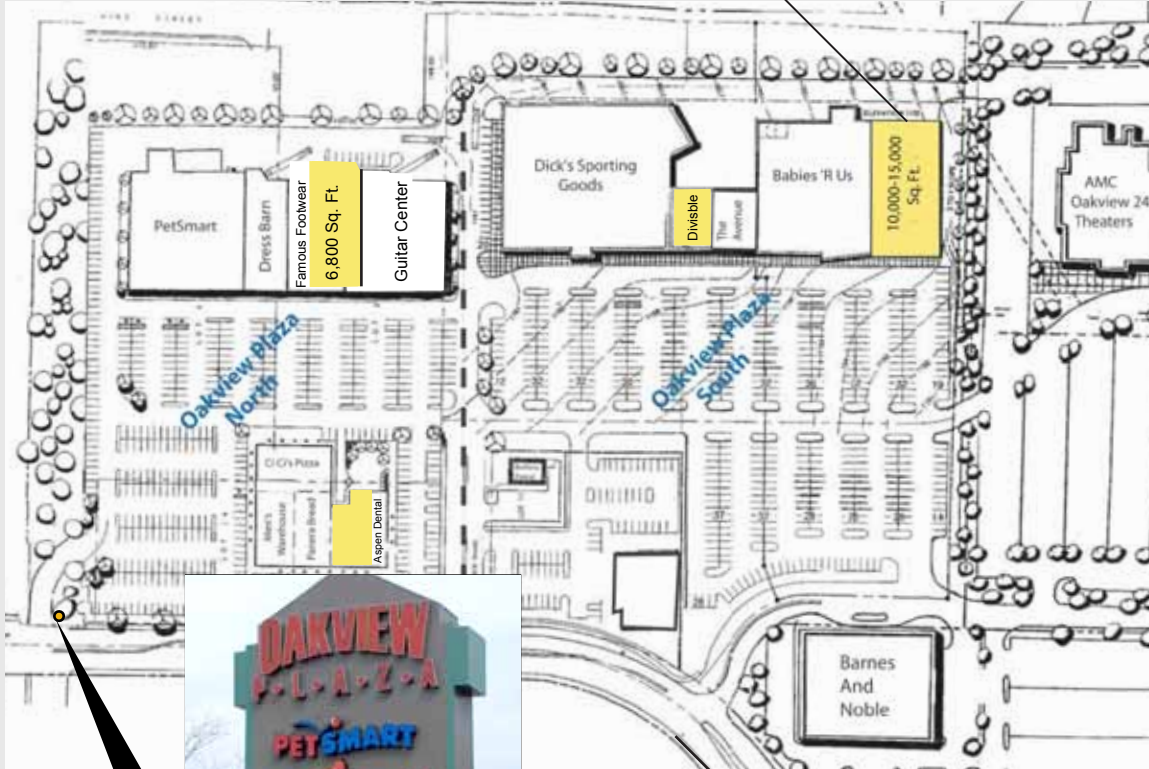 PetSmart
Dress Barn
Famous Footwear
6,800 Sq. Ft.
Guitar Center
Dick's Sporting
Goods
Divisble
The
Avenue
Babies 'R Us
10,000-15,000
Sq. Ft.
AMC
Oakview 24
Theaters
Oakview Plaza
North
Oakview Plaza
South
Ci Ci's Pizza
Men's
Warehouse
Panera Bread
Aspen Dental
OAKVIEW
P•L•A•Z•A
PETSMART
Barnes
And
Noble